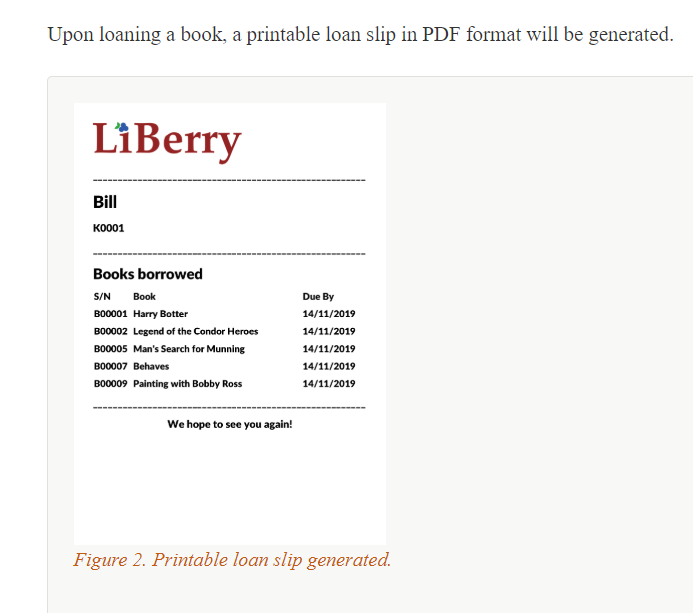 Upon loaning a book, a printable loan slip in PDF format will be generated.
LiBerry
--------------------------------------------------------
Bill
K0001
--------------------------------------------------------
Books borrowed
S/N Book Due By
B00001 Harry Botter 14/11/2019
B00002 Legend of the Condor Heroes 14/11/2019
B00005 Man's Search for Munning 14/11/2019
B00007 Behaves 14/11/2019
B00009 Painting with Bobby Ross 14/11/2019
--------------------------------------------------------
We hope to see you again!
Figure 2. Printable loan slip generated.